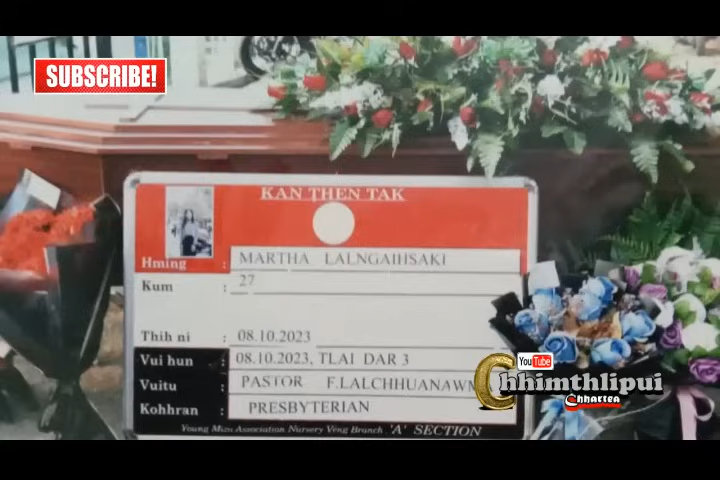 SUBSCRIBE!
KAN THEN TAK
Hming : MARTHA LALNGAIHSAKI
Kum : 27
Thih ni : 08.10.2023
Vui hun : 08.10.2023, TLAI DAR 3
Vuitu : PASTOR F.LALCHHUANAWM
Kohhran : PRESBYTERIAN
Young Mizo Association Nursery Veng Branch. 'A' SECTION
YouTube
Chhimthlipui
Chhartea